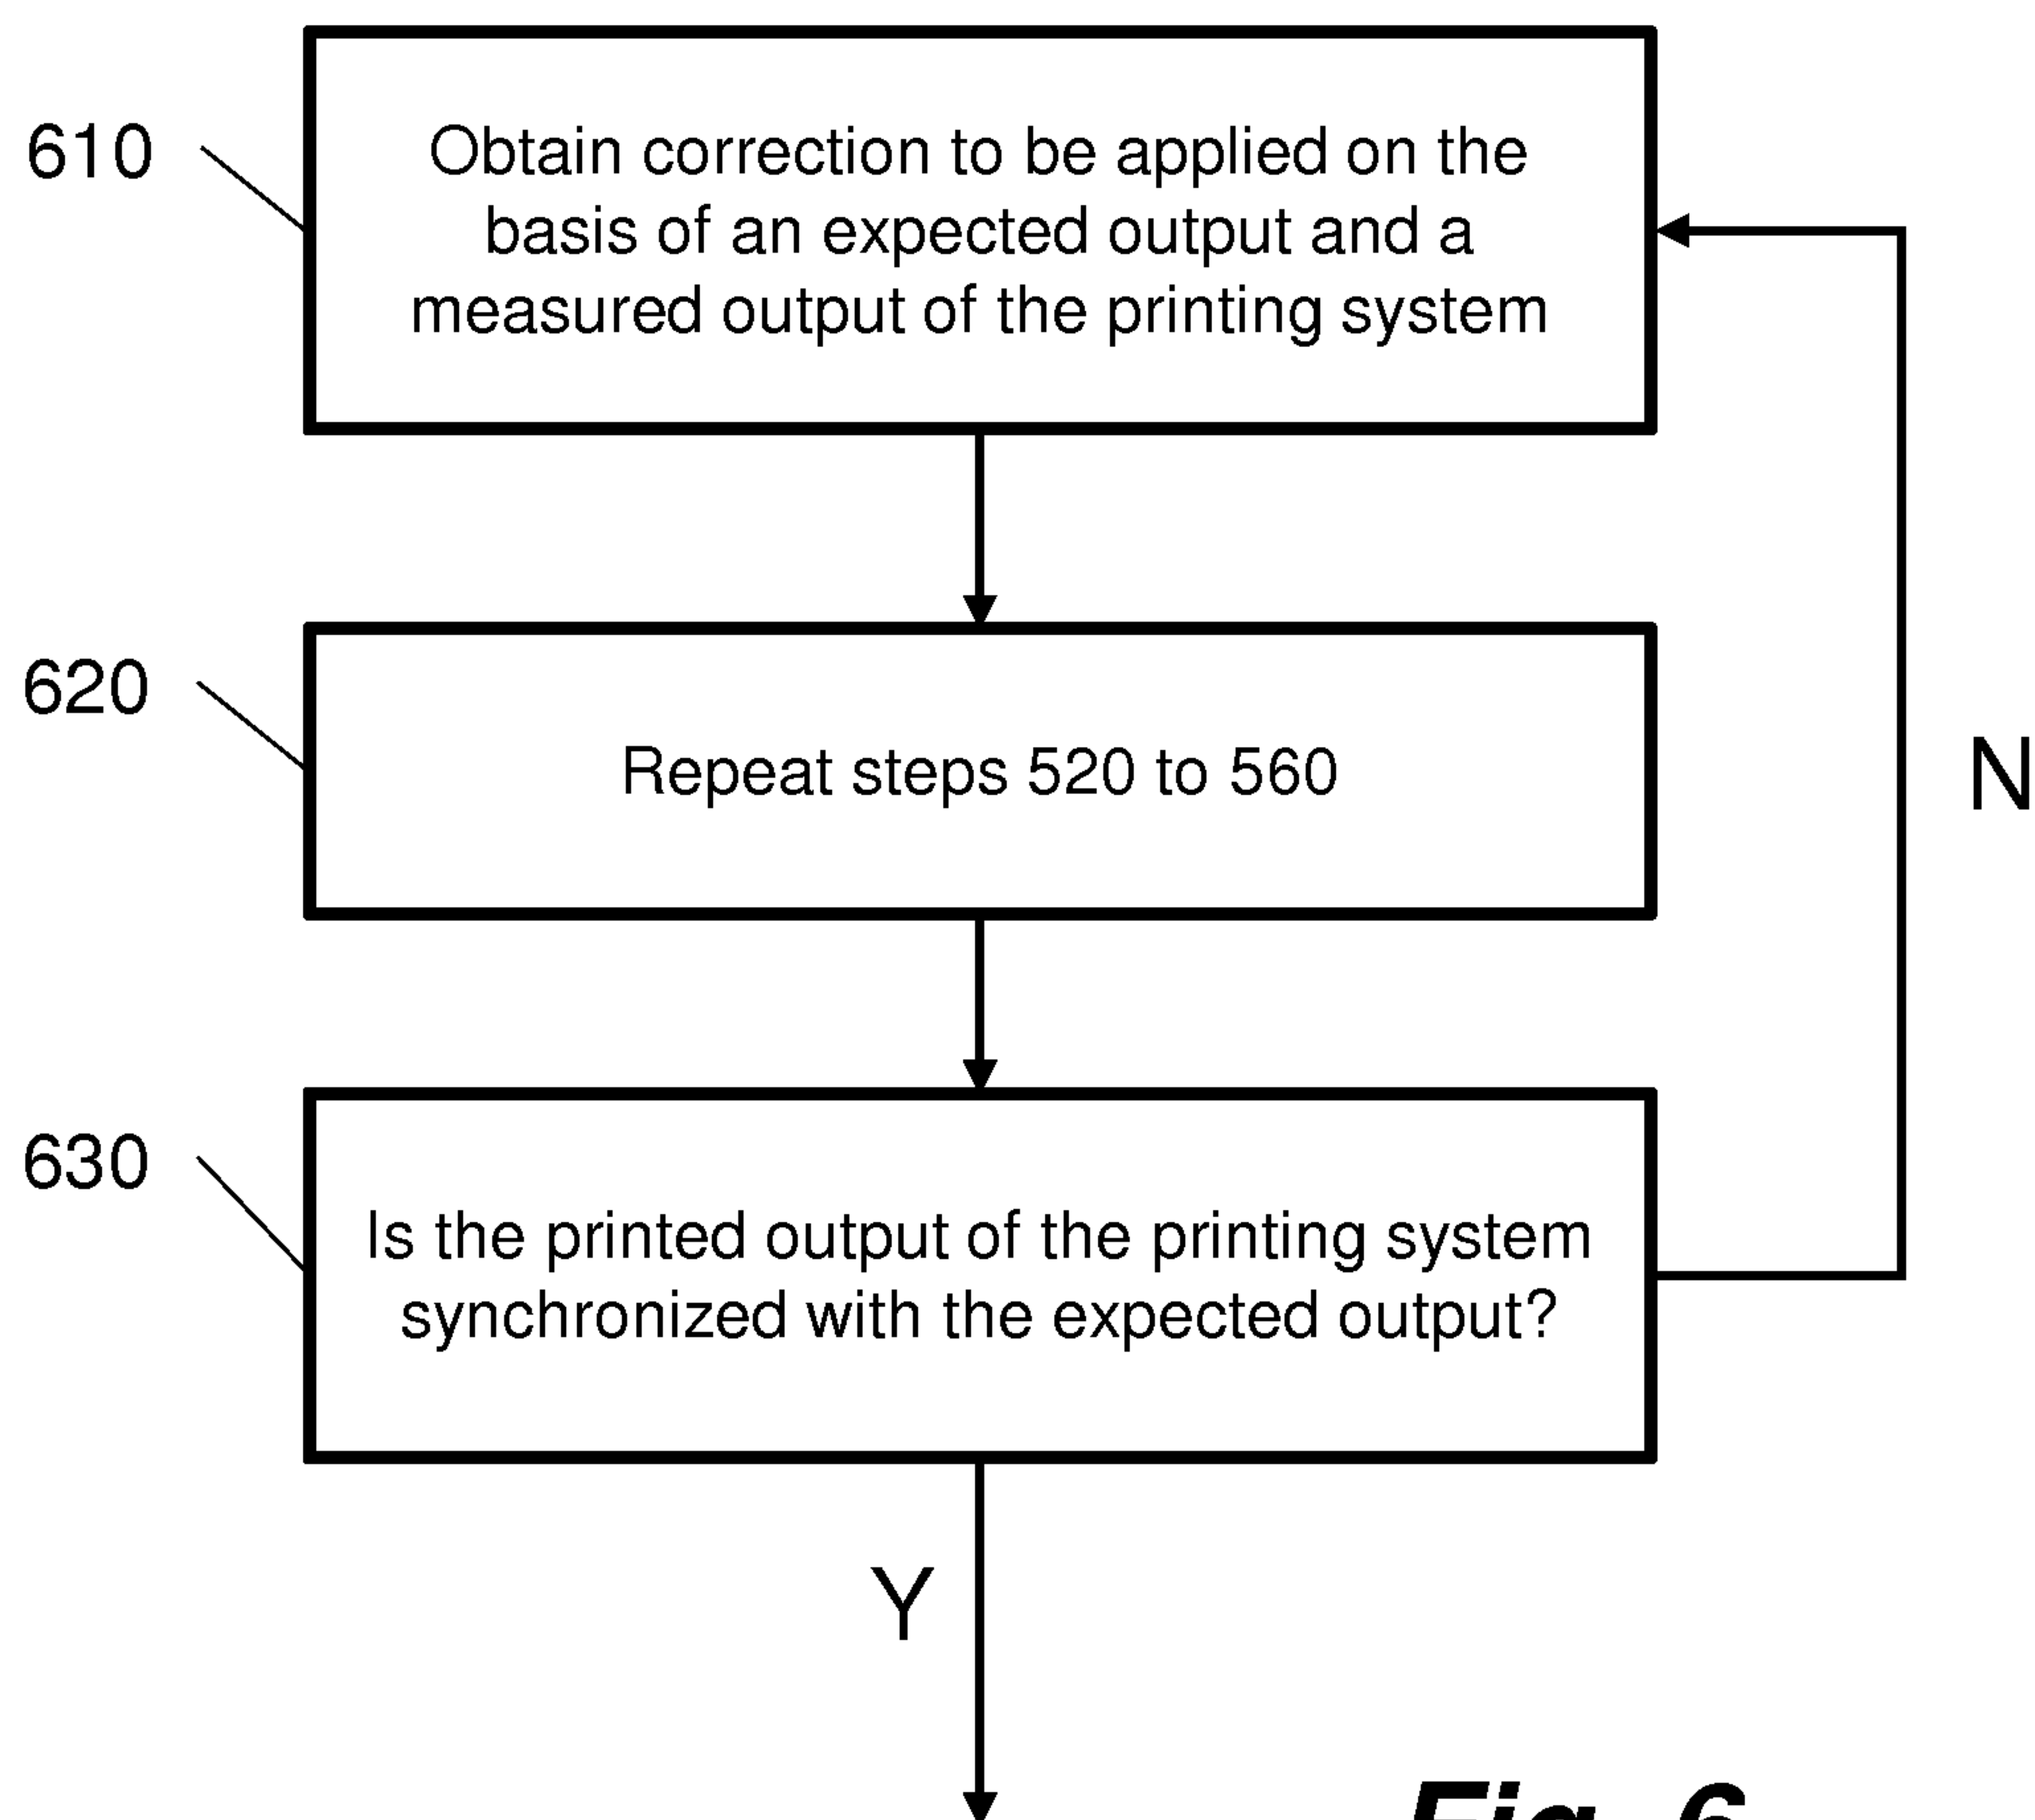 610
Obtain correction to be applied on the
basis of an expected output and a
measured output of the printing system
620
Repeat steps 520 to 560
N
630
Is the printed output of the printing system
synchronized with the expected output?
Y
Fig. 6